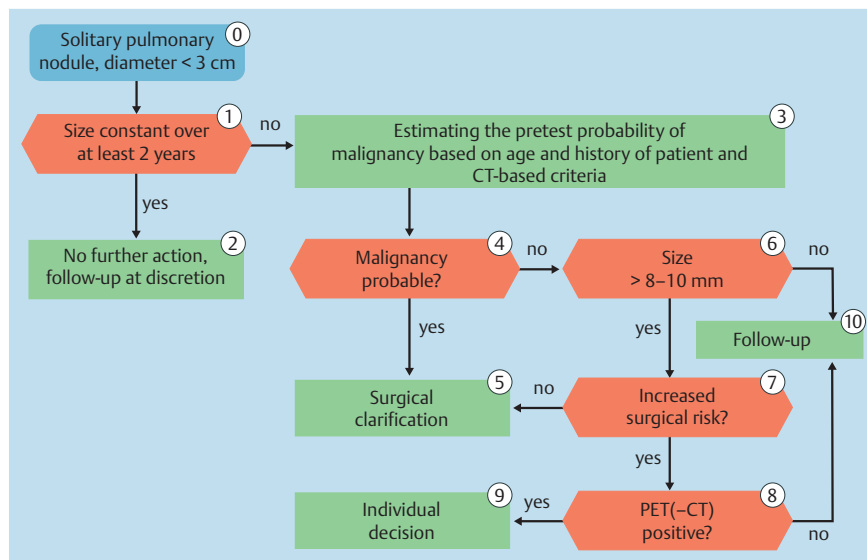 0
Solitary pulmonary
nodule, diameter < 3 cm
1
Size constant over
at least 2 years
no
3
Estimating the pretest probability of
malignancy based on age and history of patient and
CT-based criteria
yes
2
No further action,
follow-up at discretion
4
Malignancy
probable?
no
6
Size
> 8–10 mm
no
yes
yes
10
Follow-up
5
Surgical
clarification
no
7
Increased
surgical risk?
yes
9
Individual
decision
yes
8
PET(–CT)
positive?
no